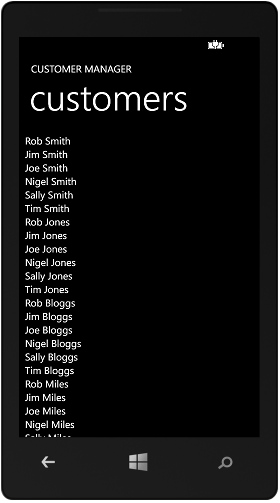 CUSTOMER MANAGER
customers
Rob Smith
Jim Smith
Joe Smith
Nigel Smith
Sally Smith
Tim Smith
Rob Jones
Jim Jones
Joe Jones
Nigel Jones
Sally Jones
Tim Jones
Rob Bloggs
Jim Bloggs
Joe Bloggs
Nigel Bloggs
Sally Bloggs
Tim Bloggs
Rob Miles
Jim Miles
Joe Miles
Nigel Miles
Sally Miles